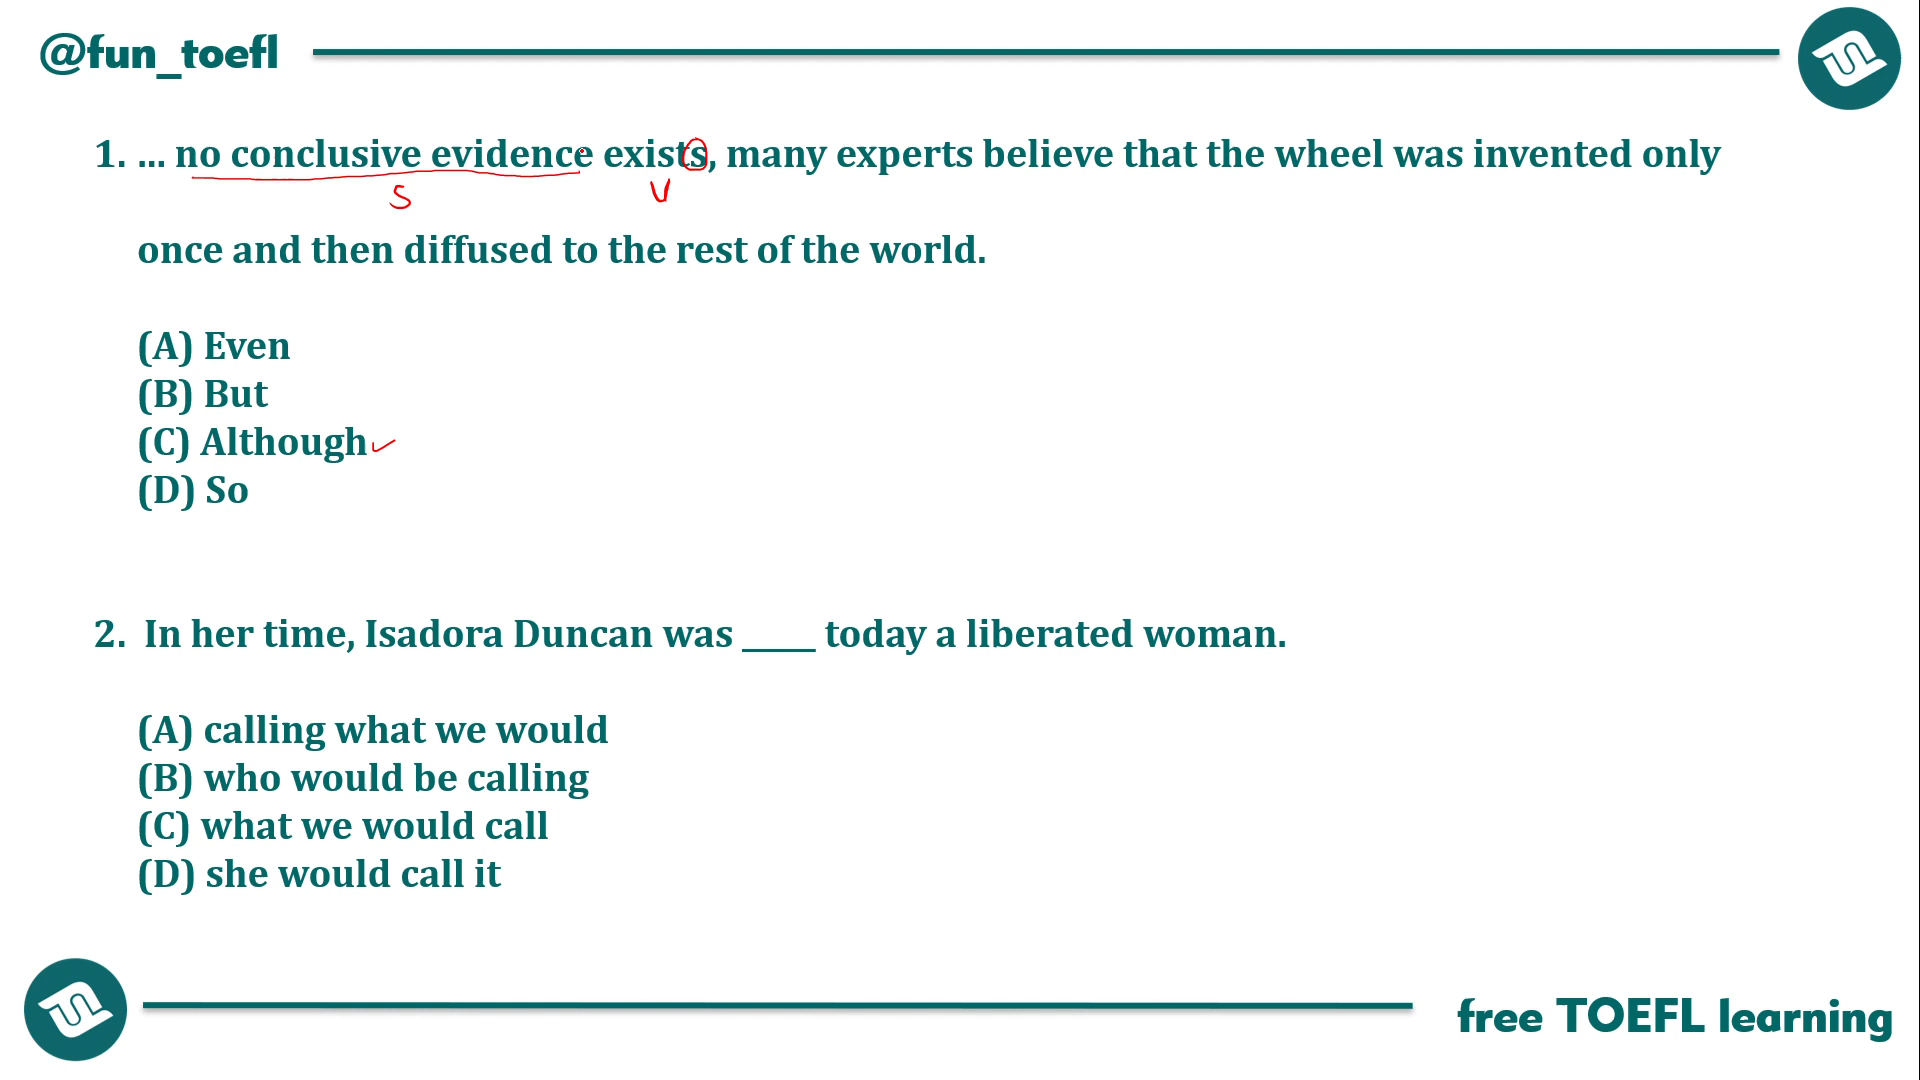 @fun_toefl
1. ... no conclusive evidence exists, many experts believe that the wheel was invented only
S
V
once and then diffused to the rest of the world.
(A) Even
(B) But
(C) Although
(D) So
2. In her time, Isadora Duncan was ____ today a liberated woman.
(A) calling what we would
(B) who would be calling
(C) what we would call
(D) she would call it
free TOEFL learning